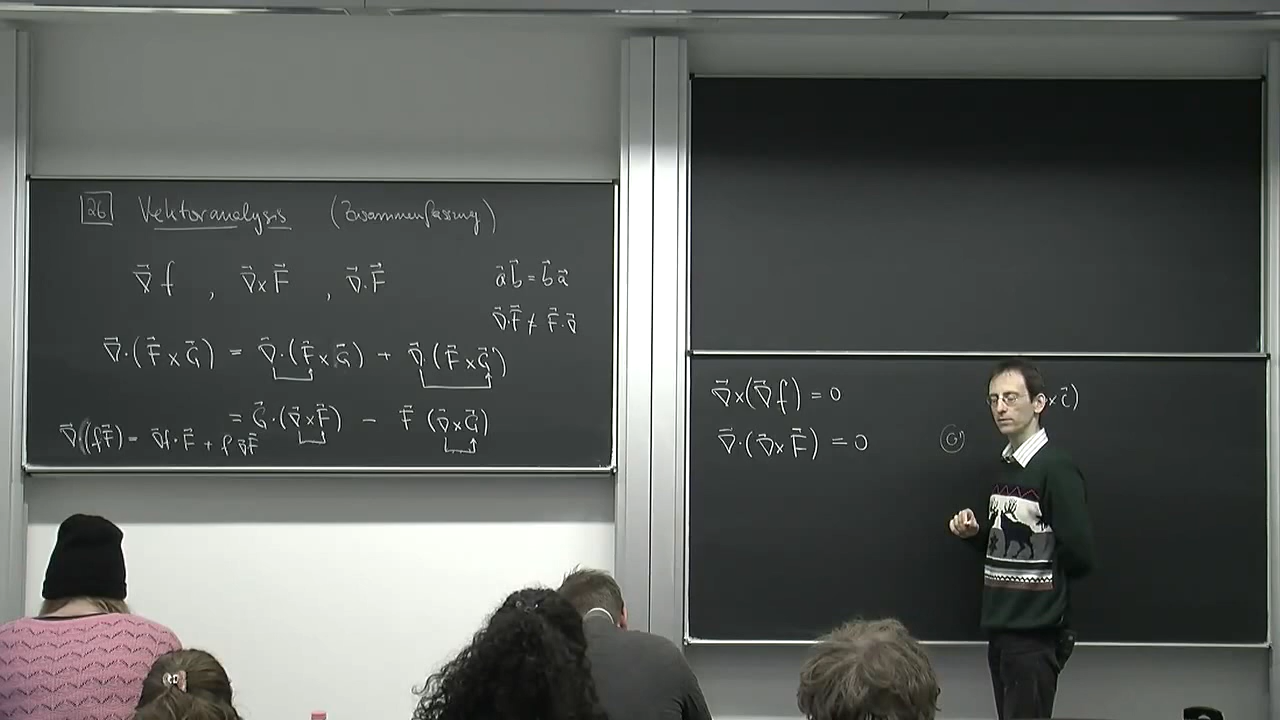 26 Vektoranalysis (Zusammenfassung)
∇⃗f , ∇⃗×F⃗ , ∇⃗·F⃗
a⃗b⃗ = b⃗a⃗
∇⃗·F⃗ ≠ F⃗·∇⃗
∇⃗·(F⃗×G⃗) = ∇⃗·(F⃗×G⃗) + ∇⃗·(F⃗×G⃗)
= G⃗·(∇⃗×F⃗) − F⃗(∇⃗×G⃗)
∇⃗·(fF⃗) = ∇⃗f·F⃗ + f∇⃗F⃗
∇⃗×(∇⃗f) = 0
∇⃗·(∇⃗×F⃗) = 0
×c⃗)